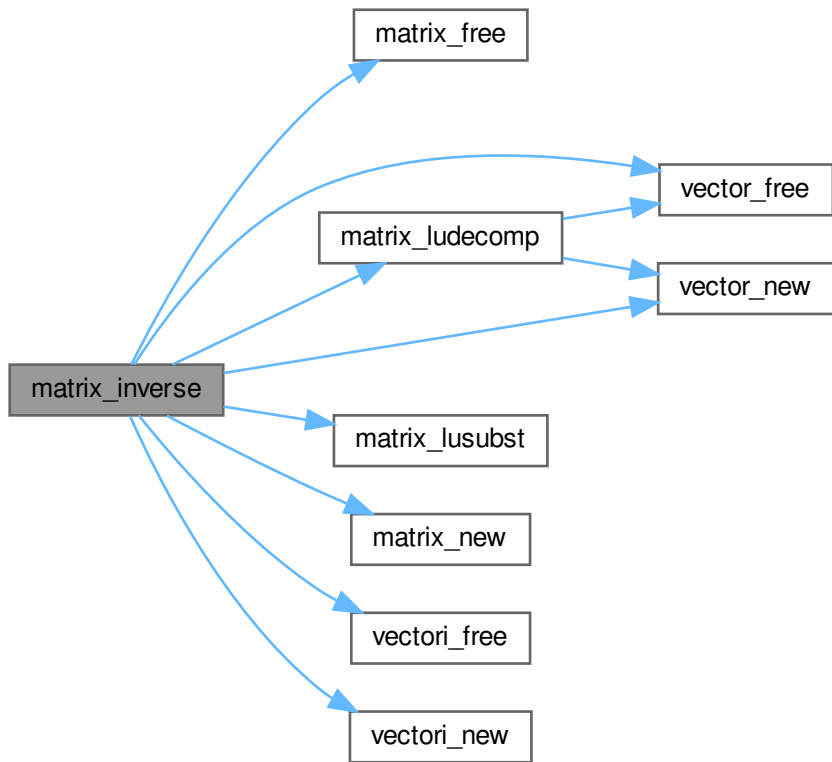 matrix_free
vector_free
matrix_ludecomp
vector_new
matrix_inverse
matrix_lusubst
matrix_new
vectori_free
vectori_new